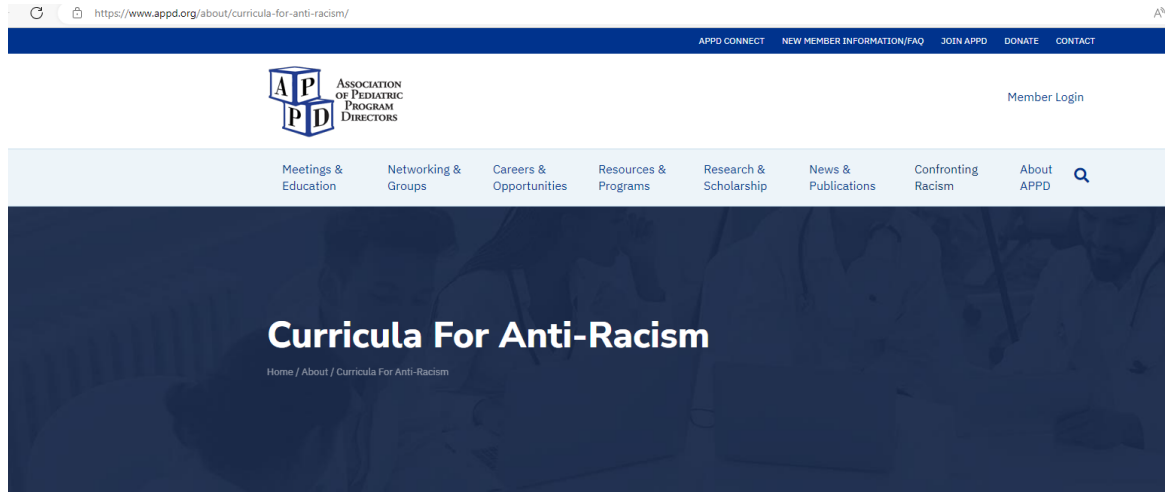 https://www.appd.org/about/curricula-for-anti-racism/
APPD CONNECT NEW MEMBER INFORMATION/FAQ JOIN APPD DONATE CONTACT
A P P D
ASSOCIATION
OF PEDIATRIC
PROGRAM
DIRECTORS
Member Login
Meetings &
Education
Networking &
Groups
Careers &
Opportunities
Resources &
Programs
Research &
Scholarship
News &
Publications
Confronting
Racism
About
APPD
Curricula For Anti-Racism
Home / About / Curricula For Anti-Racism